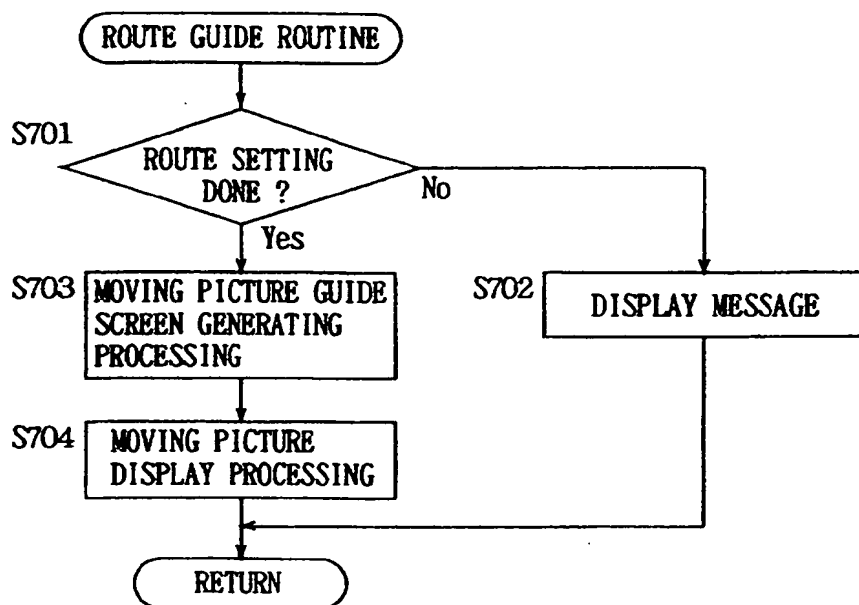 ROUTE GUIDE ROUTINE
S701
ROUTE SETTING
DONE ?
No
Yes
S703
MOVING PICTURE GUIDE
SCREEN GENERATING
PROCESSING
S702
DISPLAY MESSAGE
S704
MOVING PICTURE
DISPLAY PROCESSING
RETURN